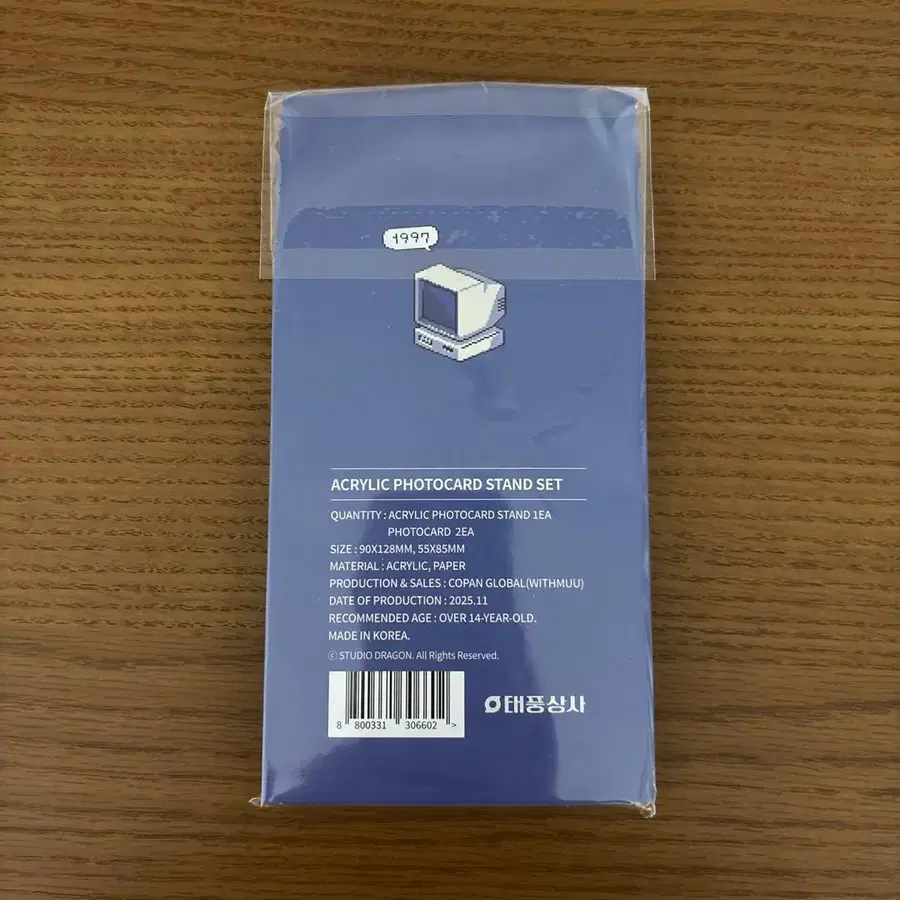 1997
ACRYLIC PHOTOCARD STAND SET
QUANTITY : ACRYLIC PHOTOCARD STAND 1EA
PHOTOCARD 2EA
SIZE : 90X128MM, 55X85MM
MATERIAL : ACRYLIC, PAPER
PRODUCTION & SALES : COPAN GLOBAL(WITHMUU)
DATE OF PRODUCTION : 2025.11
RECOMMENDED AGE : OVER 14-YEAR-OLD.
MADE IN KOREA.
ⓒ STUDIO DRAGON. All Rights Reserved.
8 800331 306602 >
태풍상사